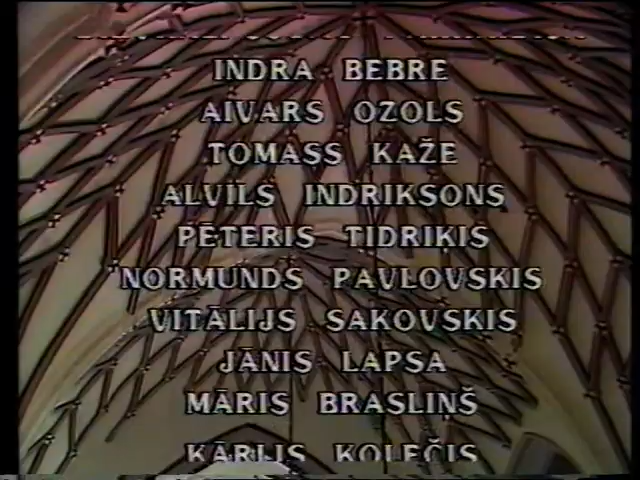 INDRA BEBRE
AIVARS OZOLS
TOMASS KAŽE
ALVILS INDRIKSONS
PĒTERIS TIDRIKIS
NORMUNDS PAVLOVSKIS
VITĀLIJS SAKOVSKIS
JĀNIS LAPSA
MĀRIS BRASLIŅŠ
KĀRLIS KOLEČIS